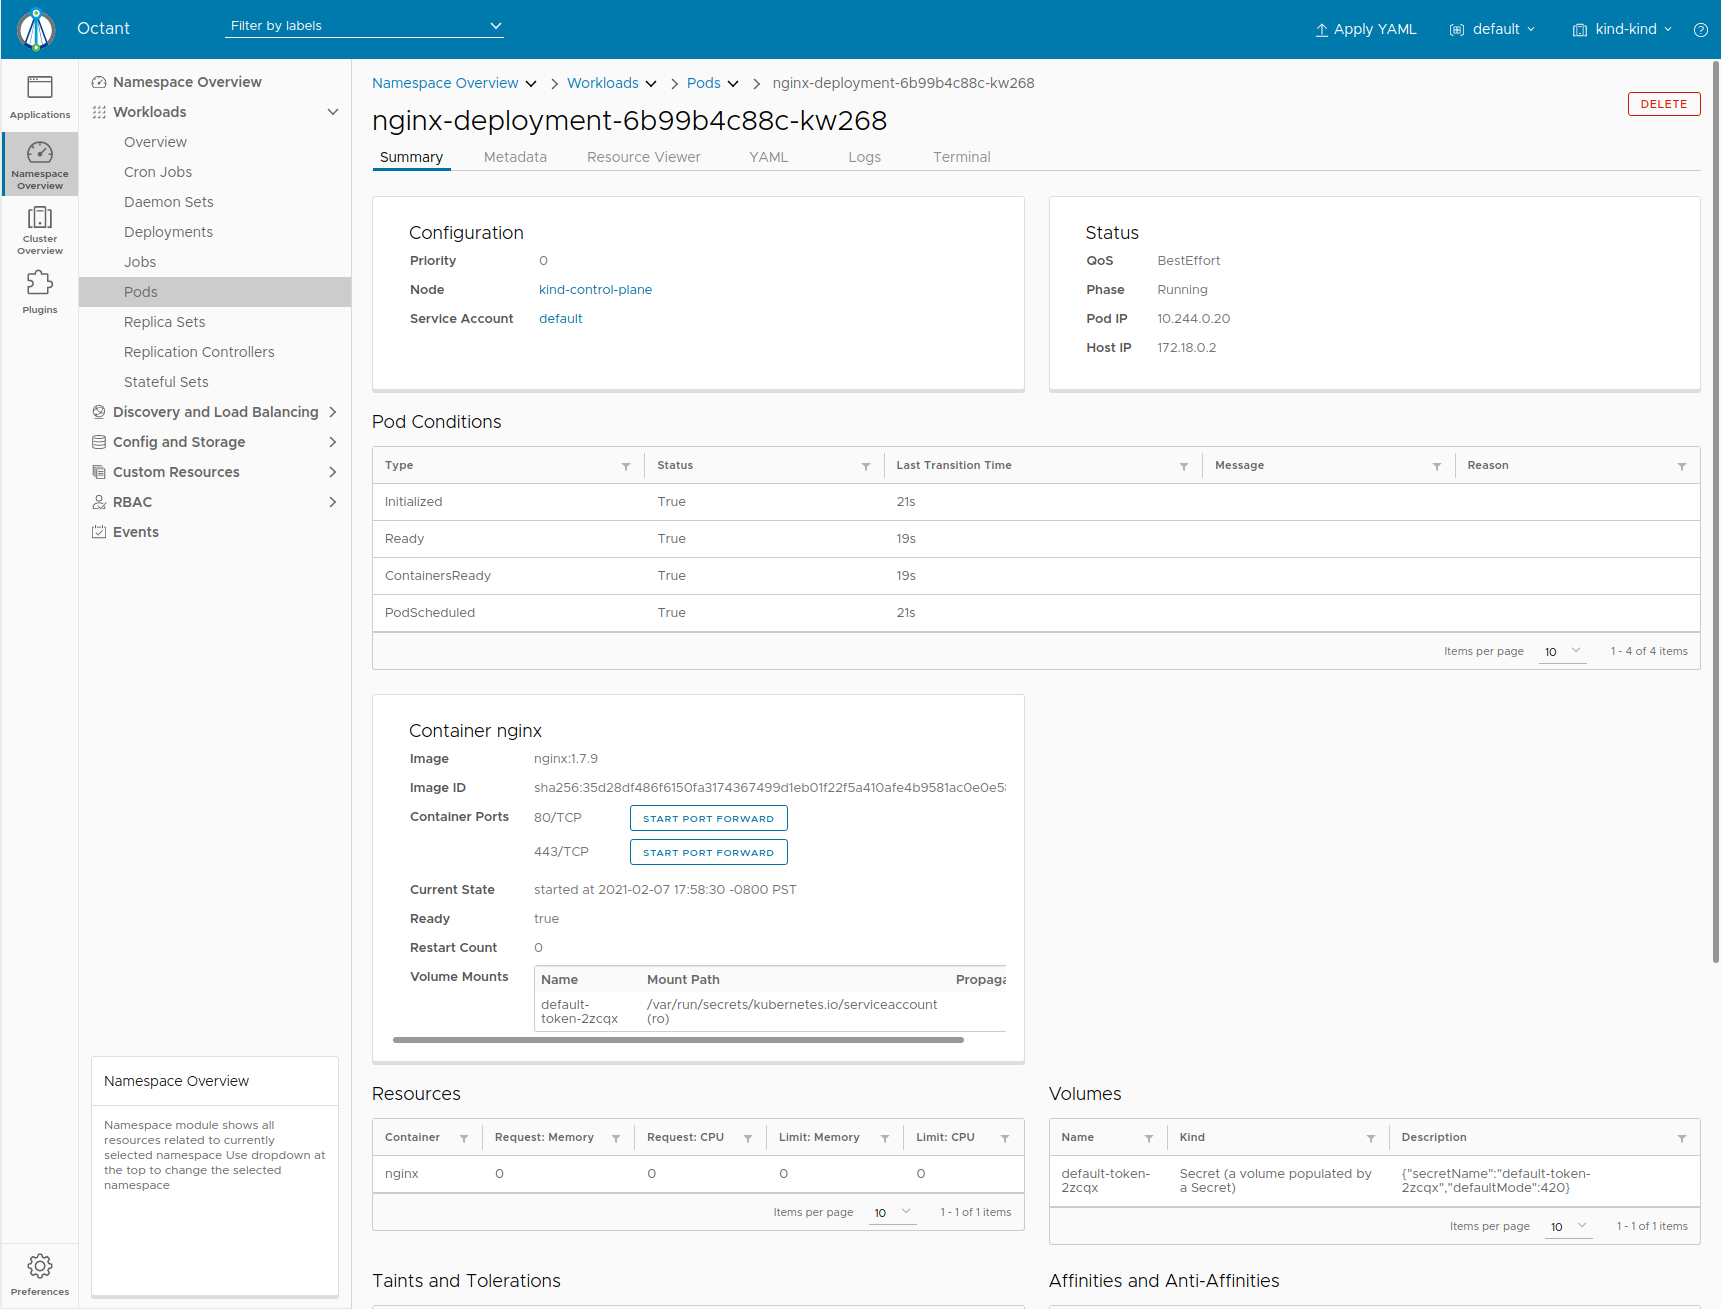 Octant
Filter by labels
Apply YAML
default
kind-kind
Applications
Namespace
Overview
Cluster
Overview
Plugins
Preferences
Namespace Overview
Workloads
Overview
Cron Jobs
Daemon Sets
Deployments
Jobs
Pods
Replica Sets
Replication Controllers
Stateful Sets
Discovery and Load Balancing
Config and Storage
Custom Resources
RBAC
Events
Namespace Overview
Namespace module shows all
resources related to currently
selected namespace Use dropdown at
the top to change the selected
namespace
Namespace Overview > Workloads > Pods > nginx-deployment-6b99b4c88c-kw268
DELETE
nginx-deployment-6b99b4c88c-kw268
Summary Metadata Resource Viewer YAML Logs Terminal
Configuration
Priority 0
Node kind-control-plane
Service Account default
Status
QoS BestEffort
Phase Running
Pod IP 10.244.0.20
Host IP 172.18.0.2
Pod Conditions
Type Status Last Transition Time Message Reason
Initialized True 21s
Ready True 19s
ContainersReady True 19s
PodScheduled True 21s
Items per page 10 1 - 4 of 4 items
Container nginx
Image nginx:1.7.9
Image ID sha256:35d28df486f6150fa3174367499d1eb01f22f5a410afe4b9581ac0e0e5
Container Ports 80/TCP START PORT FORWARD
443/TCP START PORT FORWARD
Current State started at 2021-02-07 17:58:30 -0800 PST
Ready true
Restart Count 0
Volume Mounts Name Mount Path Propaga
default- /var/run/secrets/kubernetes.io/serviceaccount
token-2zcqx (ro)
Resources
Container Request: Memory Request: CPU Limit: Memory Limit: CPU
nginx 0 0 0 0
Items per page 10 1 - 1 of 1 items
Volumes
Name Kind Description
default-token- Secret (a volume populated by {"secretName":"default-token-
2zcqx a Secret) 2zcqx","defaultMode":420}
Items per page 10 1 - 1 of 1 items
Taints and Tolerations
Affinities and Anti-Affinities